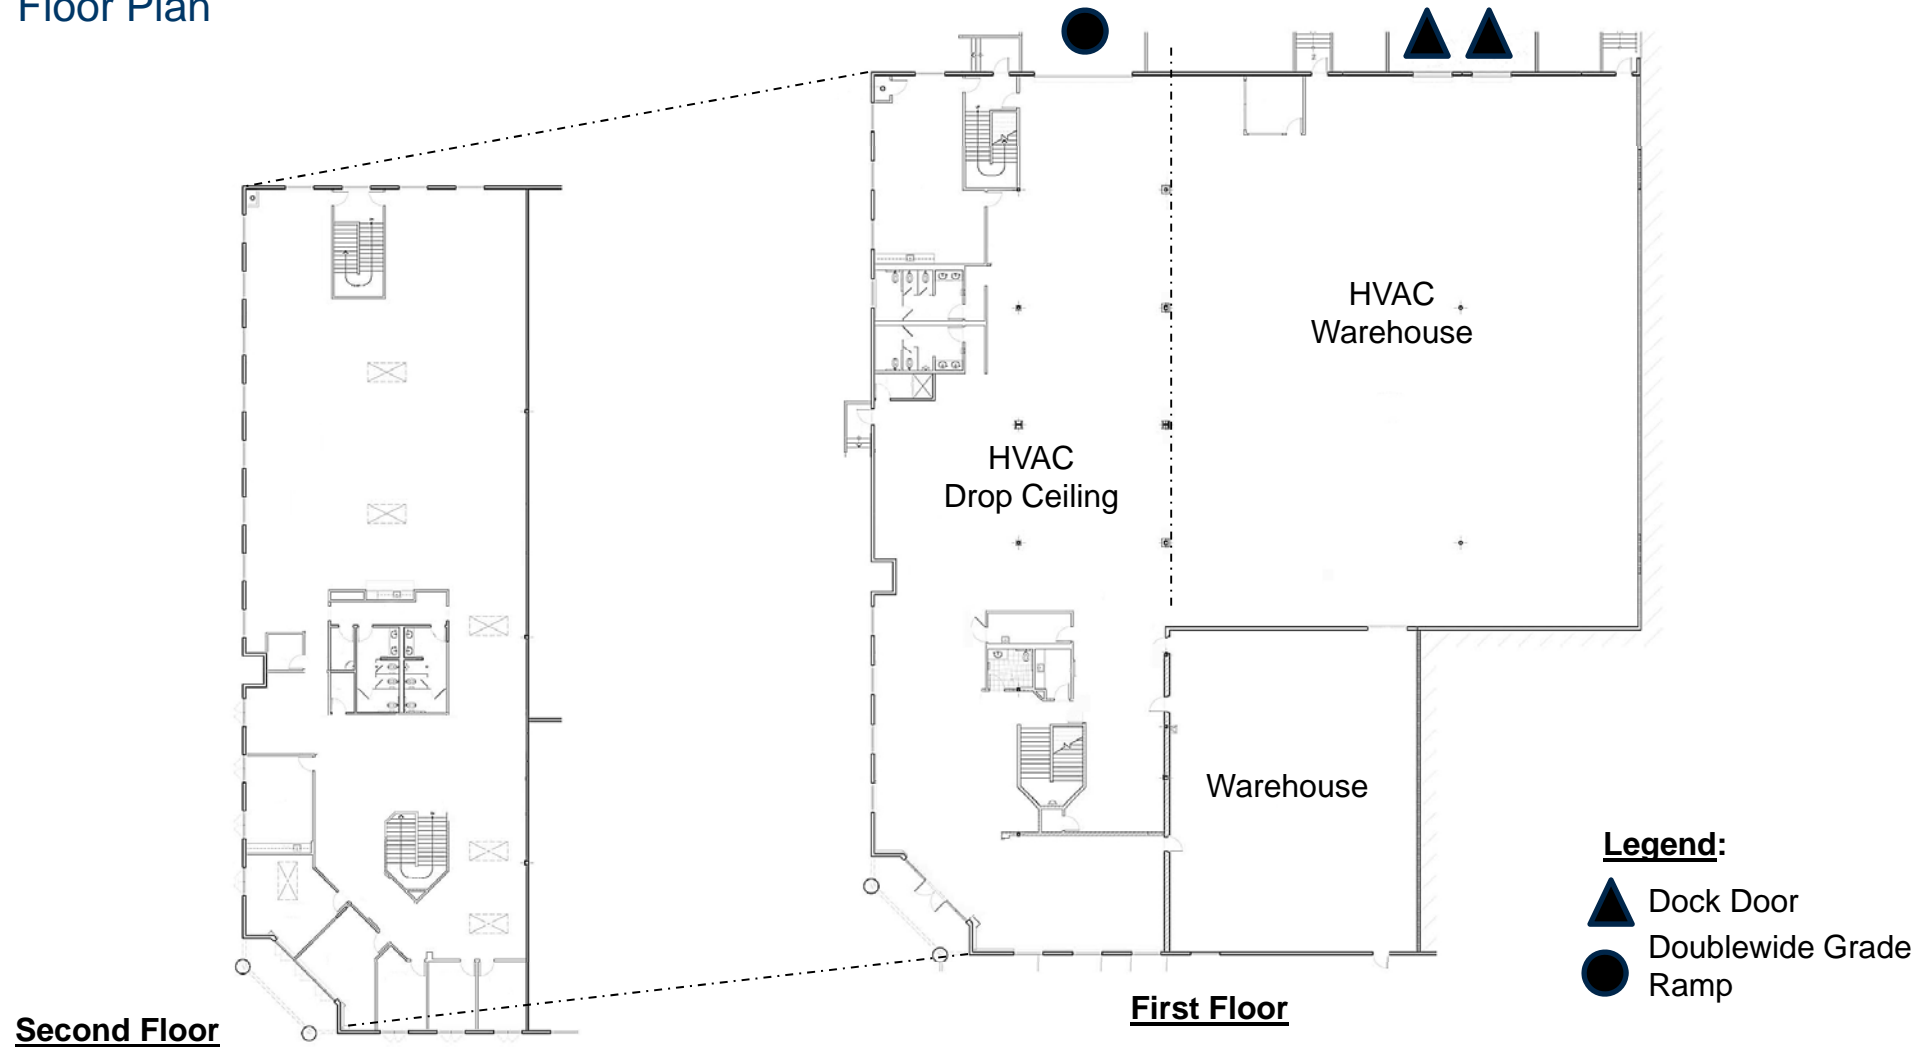 Floor Plan
HVAC
Warehouse
HVAC
Drop Ceiling
Warehouse
Legend:
Dock Door
Doublewide Grade
Ramp
First Floor
Second Floor